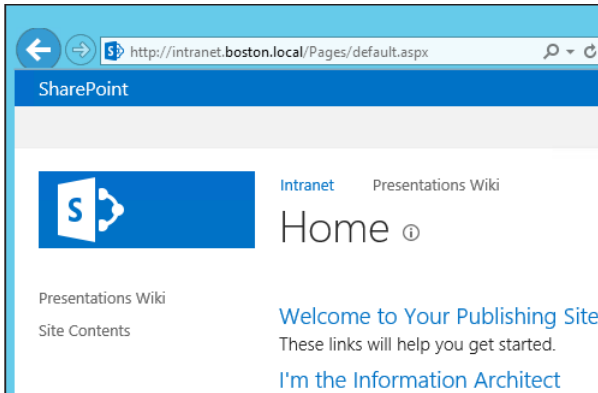 http://intranet.boston.local/Pages/default.aspx
SharePoint
S
Intranet Presentations Wiki
Home
Presentations Wiki
Site Contents
Welcome to Your Publishing Site
These links will help you get started.
I'm the Information Architect